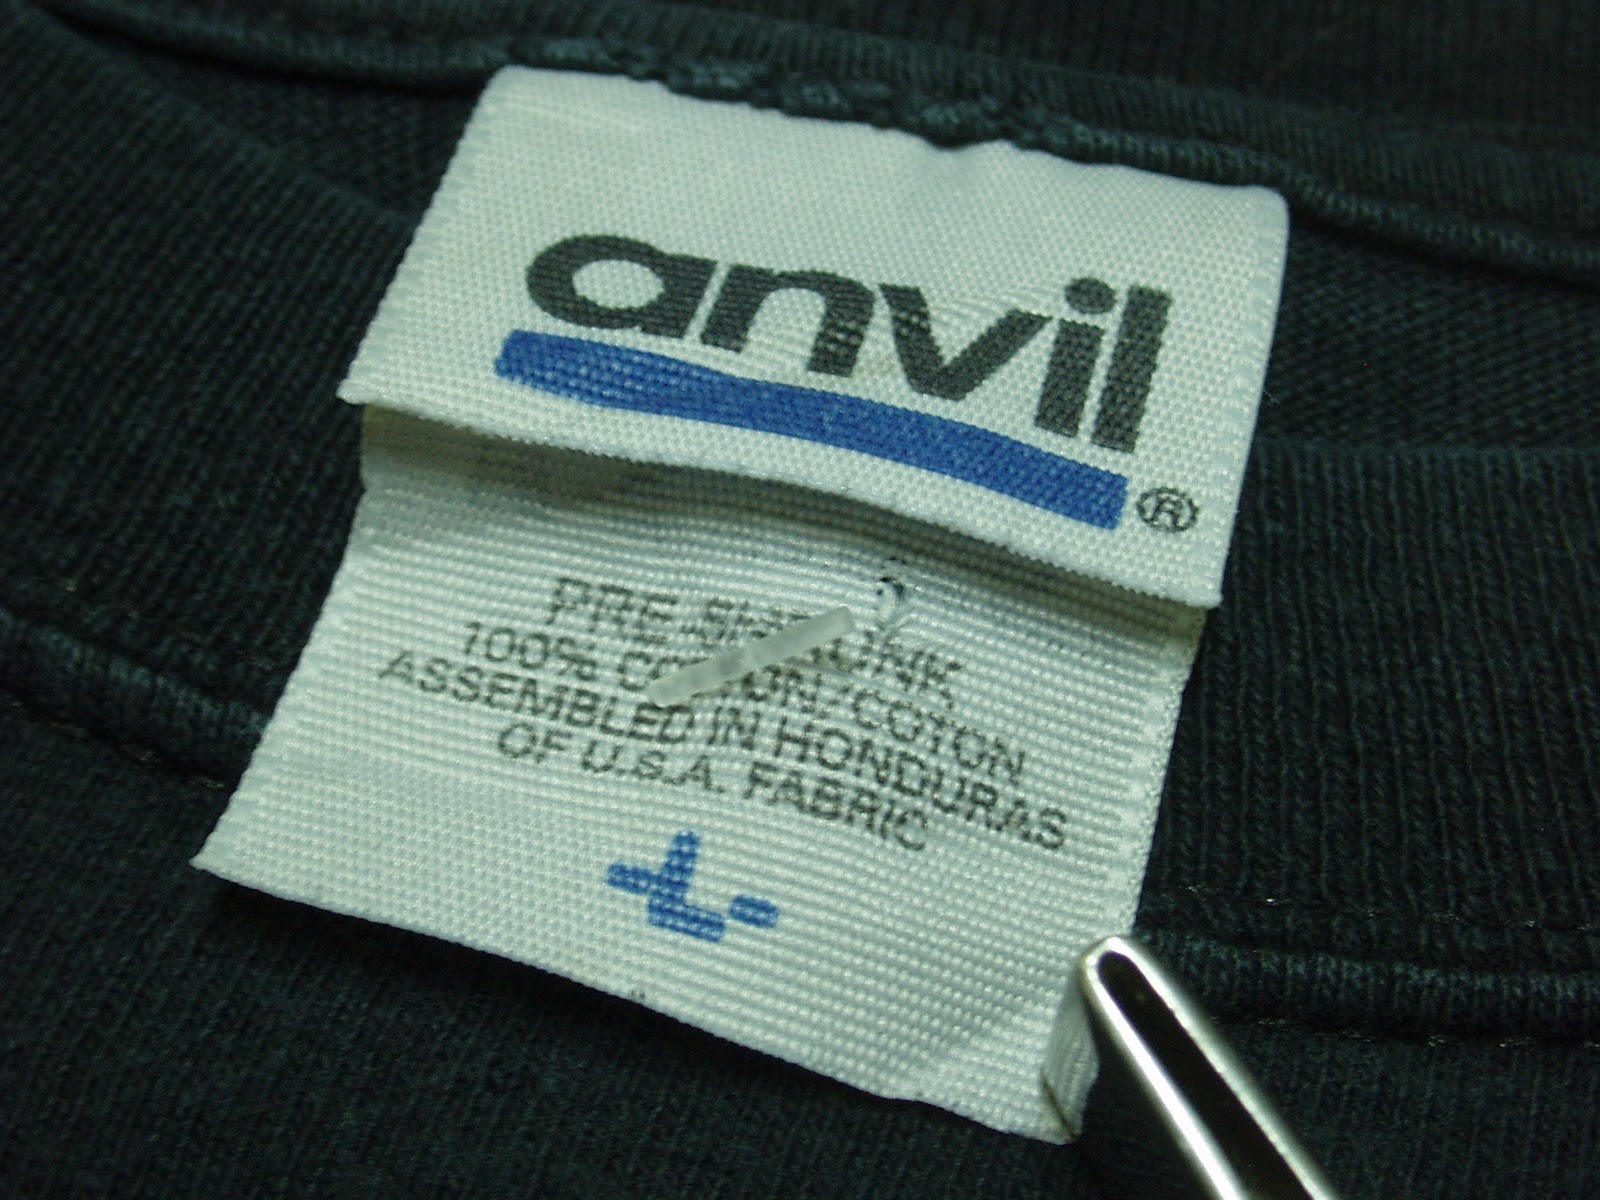 anvil
®
PRE-SHRUNK
100% COTTON/COTON
ASSEMBLED IN HONDURAS
OF U.S.A. FABRIC
-L-